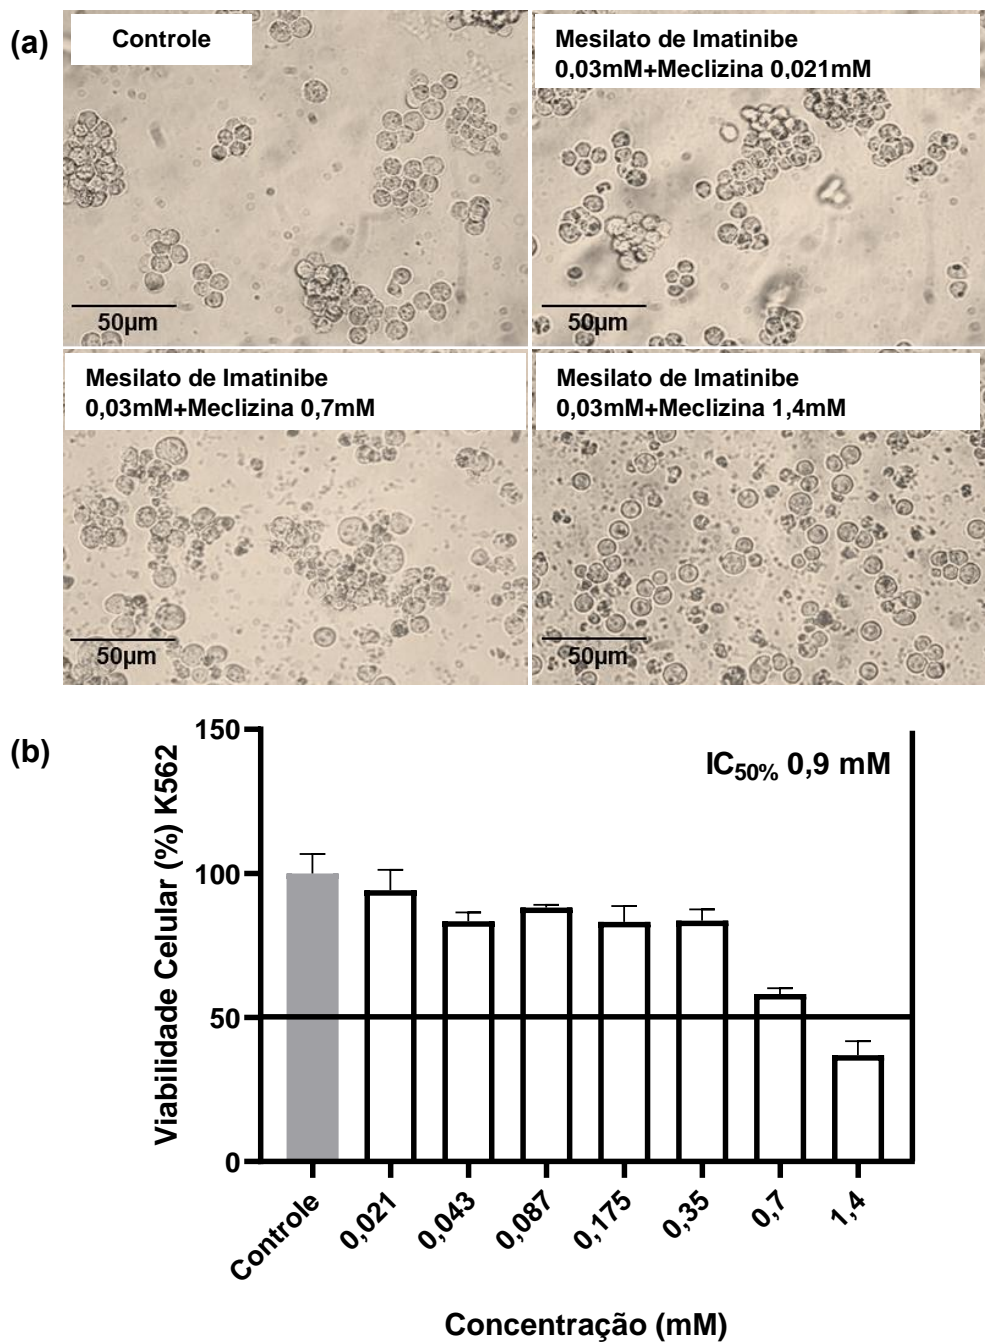 (a)
Controle
Mesilato de Imatinibe
0,03mM+Meclizina 0,021mM
50µm
50µm
Mesilato de Imatinibe
0,03mM+Meclizina 0,7mM
Mesilato de Imatinibe
0,03mM+Meclizina 1,4mM
50µm
50µm
(b)
Viabilidade Celular (%) K562
150
100
50
0
IC50% 0,9 mM
Controle
0,021
0,043
0,087
0,175
0,35
0,7
1,4
Concentração (mM)